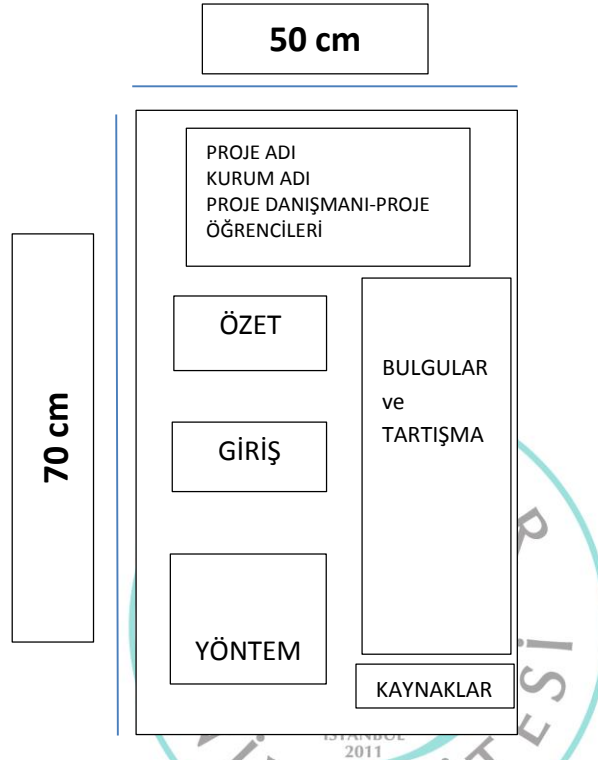 50 cm
70 cm
PROJE ADI
KURUM ADI
PROJE DANIŞMANI-PROJE
ÖĞRENCİLERİ
ÖZET
GİRİŞ
YÖNTEM
BULGULAR
ve
TARTIŞMA
KAYNAKLAR
İSTANBUL
2011